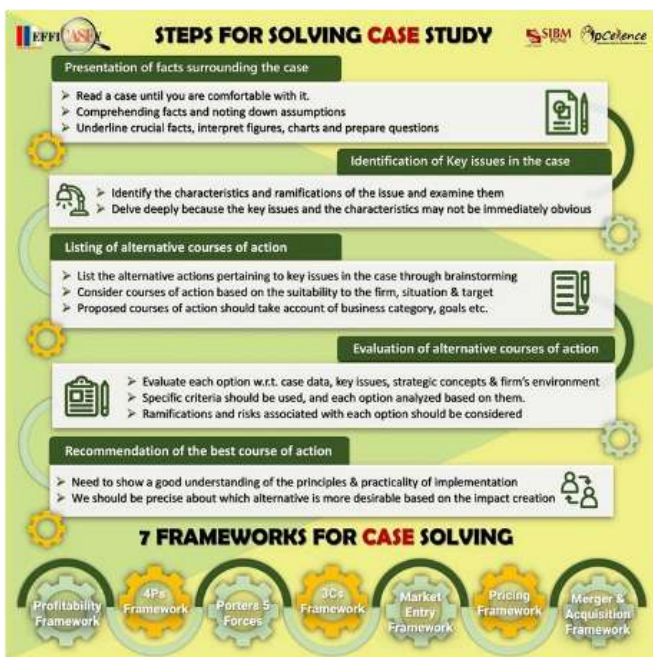 EFFICASEY
STEPS FOR SOLVING CASE STUDY
SIBM
PUNE
OpCelence
Presentation of facts surrounding the case
➢ Read a case until you are comfortable with it.
➢ Comprehending facts and noting down assumptions
➢ Underline crucial facts, interpret figures, charts and prepare questions
Identification of Key issues in the case
➢ Identify the characteristics and ramifications of the issue and examine them
➢ Delve deeply because the key issues and the characteristics may not be immediately obvious
Listing of alternative courses of action
➢ List the alternative actions pertaining to key issues in the case through brainstorming
➢ Consider courses of action based on the suitability to the firm, situation & target
➢ Proposed courses of action should take account of business category, goals etc.
Evaluation of alternative courses of action
➢ Evaluate each option w.r.t. case data, key issues, strategic concepts & firm's environment
➢ Specific criteria should be used, and each option analyzed based on them.
➢ Ramifications and risks associated with each option should be considered
Recommendation of the best course of action
➢ Need to show a good understanding of the principles & practicality of implementation
➢ We should be precise about which alternative is more desirable based on the impact creation
7 FRAMEWORKS FOR CASE SOLVING
Profitability
Framework
4Ps
Framework
Porters 5
Forces
3Cs
Framework
Market
Entry
Framework
Pricing
Framework
Merger &
Acquisition
Framework